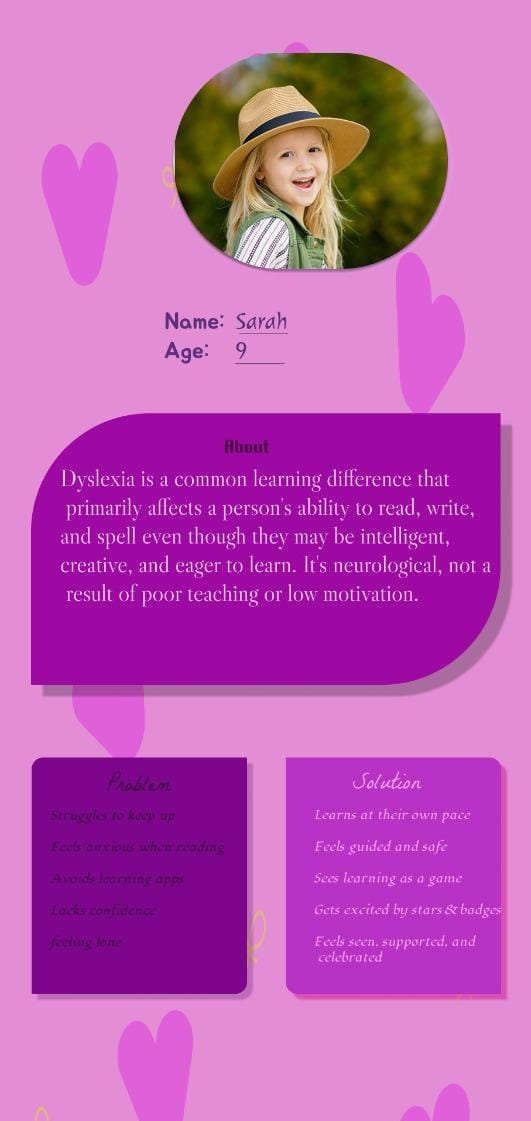 Name: Sarah
Age: 9
About
Dyslexia is a common learning difference that
primarily affects a person's ability to read, write,
and spell even though they may be intelligent,
creative, and eager to learn. It's neurological, not a
result of poor teaching or low motivation.
Problem
Struggles to keep up
Feels anxious when reading
Avoids learning apps
Lacks confidence
feeling lone
Solution
Learns at their own pace
Feels guided and safe
Sees learning as a game
Gets excited by stars & badges
Feels seen, supported, and
celebrated